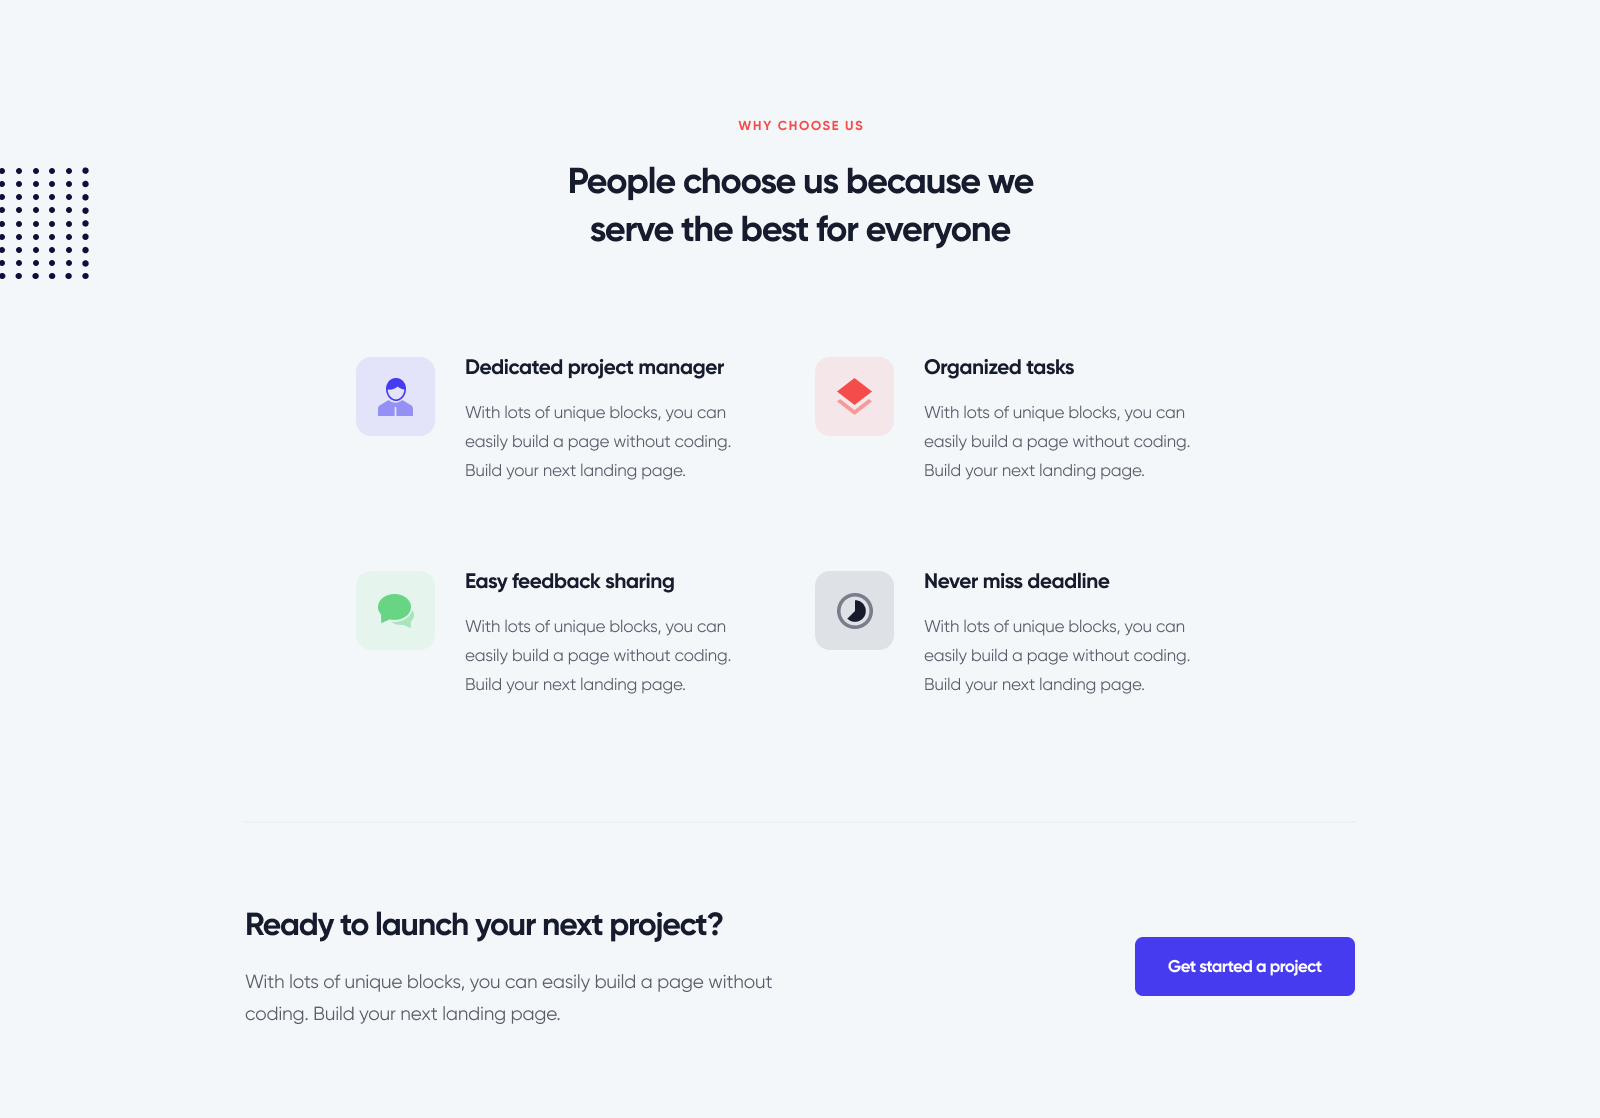 WHY CHOOSE US
People choose us because we
serve the best for everyone
Dedicated project manager
With lots of unique blocks, you can
easily build a page without coding.
Build your next landing page.
Organized tasks
With lots of unique blocks, you can
easily build a page without coding.
Build your next landing page.
Easy feedback sharing
With lots of unique blocks, you can
easily build a page without coding.
Build your next landing page.
Never miss deadline
With lots of unique blocks, you can
easily build a page without coding.
Build your next landing page.
Ready to launch your next project?
With lots of unique blocks, you can easily build a page without
coding. Build your next landing page.
Get started a project